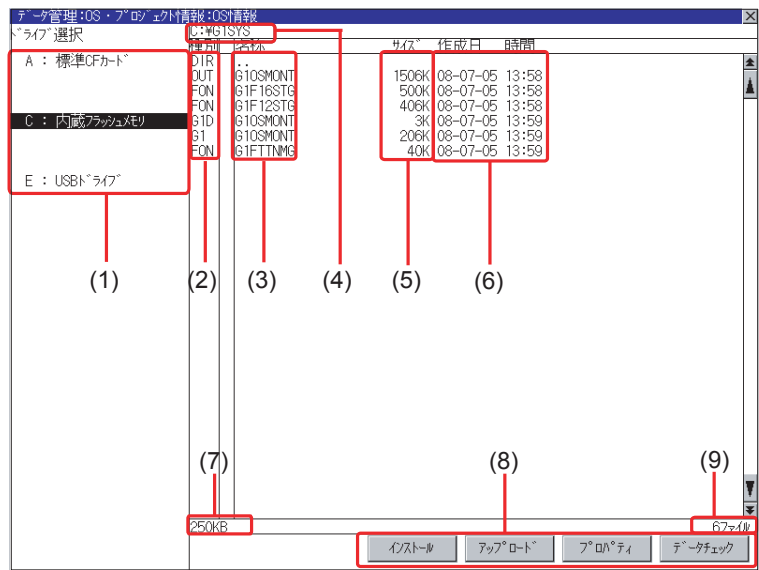 データ管理:OS・プロジェクト情報:OS情報
ドライブ選択
C:¥G1SYS
種別 名称 サイズ 作成日 時間
A : 標準CFカード
DIR ..
OUT G1OSMONT 1506K 08-07-05 13:58
FON G1F16STG 500K 08-07-05 13:58
FON G1F12STG 406K 08-07-05 13:58
C : 内蔵フラッシュメモリ
G1D G1OSMONT 3K 08-07-05 13:59
G1 G1OSMONT 206K 08-07-05 13:59
FON G1FTTNMG 40K 08-07-05 13:59
E : USBドライブ
(1) (2) (3) (4) (5) (6)
(7) (8) (9)
250KB 6ファイル
インストール アップロード プロパティ データチェック